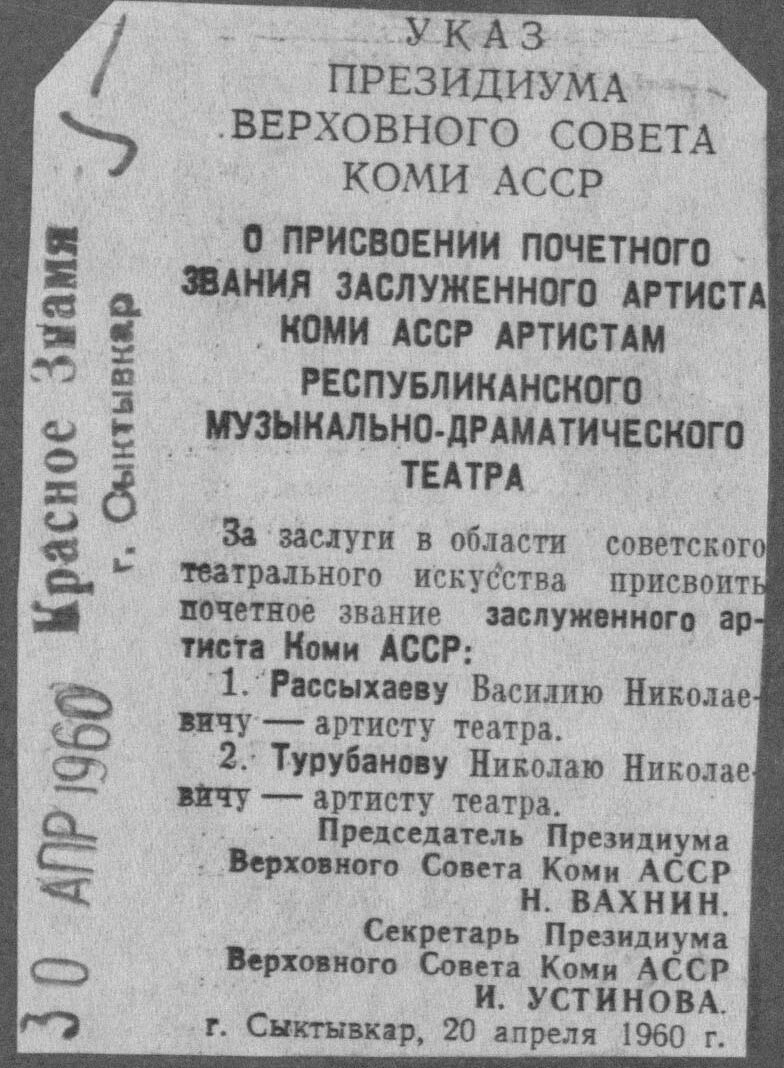 УКАЗ
ПРЕЗИДИУМА
ВЕРХОВНОГО СОВЕТА
КОМИ АССР
О ПРИСВОЕНИИ ПОЧЕТНОГО
ЗВАНИЯ ЗАСЛУЖЕННОГО АРТИСТА
КОМИ АССР АРТИСТАМ
РЕСПУБЛИКАНСКОГО
МУЗЫКАЛЬНО-ДРАМАТИЧЕСКОГО
ТЕАТРА
За заслуги в области советского
театрального искусства присвоить
почетное звание заслуженного ар-
тиста Коми АССР:
1. Рассыхаеву Василию Николае-
вичу — артисту театра.
2. Турубанову Николаю Николае-
вичу — артисту театра.
Председатель Президиума
Верховного Совета Коми АССР
Н. ВАХНИН.
Секретарь Президиума
Верховного Совета Коми АССР
И. УСТИНОВА.
г. Сыктывкар, 20 апреля 1960 г.
Красное Знамя
г. Сыктывкар
30 АПР 1960